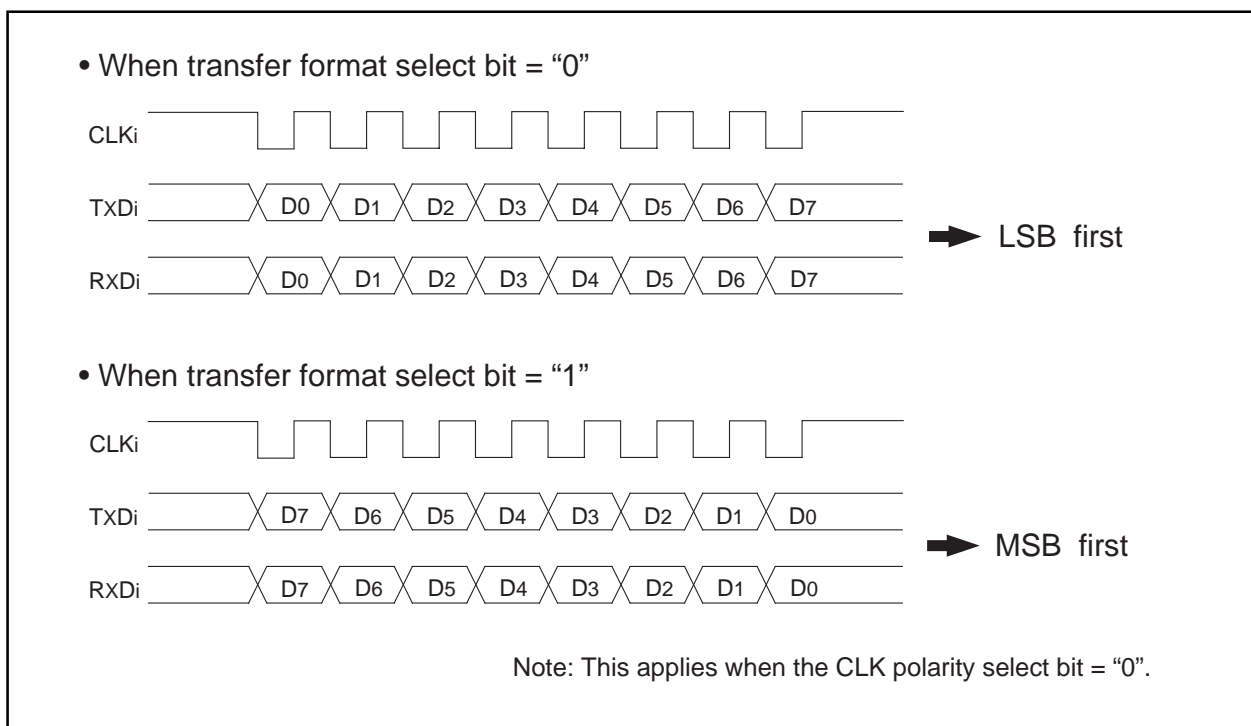 • When transfer format select bit = “0”
CLKi
TXDi D0 D1 D2 D3 D4 D5 D6 D7
RXDi D0 D1 D2 D3 D4 D5 D6 D7
LSB first
• When transfer format select bit = “1”
CLKi
TXDi D7 D6 D5 D4 D3 D2 D1 D0
RXDi D7 D6 D5 D4 D3 D2 D1 D0
MSB first
Note: This applies when the CLK polarity select bit = “0”.